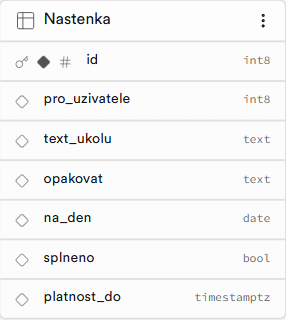 Nastenka
id int8
pro_uzivatele int8
text_ukolu text
opakovat text
na_den date
splneno bool
platnost_do timestamptz